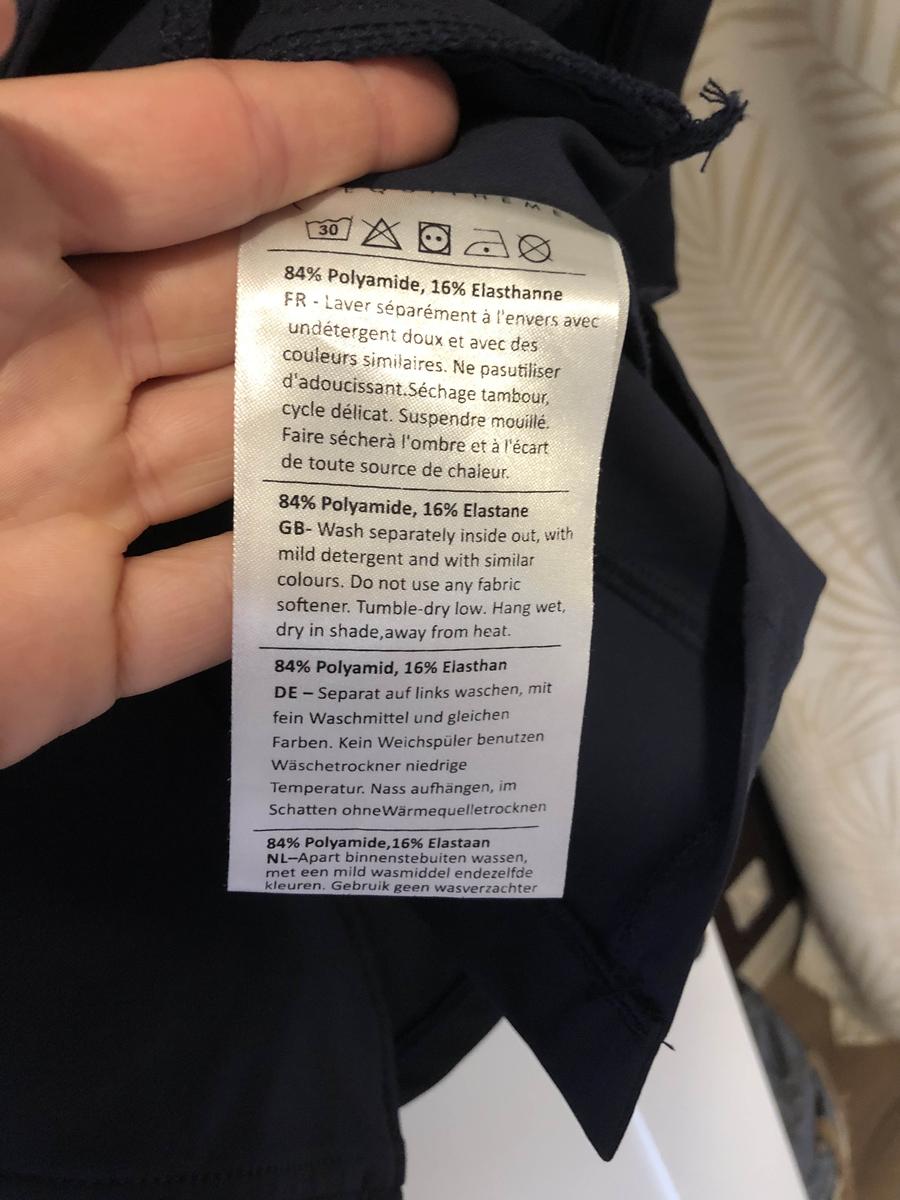 EQUITHEME
30
84% Polyamide, 16% Elasthanne
FR - Laver séparément à l'envers avec
undétergent doux et avec des
couleurs similaires. Ne pasutiliser
d'adoucissant.Séchage tambour,
cycle délicat. Suspendre mouillé.
Faire sécherà l'ombre et à l'écart
de toute source de chaleur.
84% Polyamide, 16% Elastane
GB- Wash separately inside out, with
mild detergent and with similar
colours. Do not use any fabric
softener. Tumble-dry low. Hang wet,
dry in shade,away from heat.
84% Polyamid, 16% Elasthan
DE – Separat auf links waschen, mit
fein Waschmittel und gleichen
Farben. Kein Weichspüler benutzen
Wäschetrockner niedrige
Temperatur. Nass aufhängen, im
Schatten ohneWärmequelletrocknen
84% Polyamide,16% Elastaan
NL–Apart binnenstebuiten wassen,
met een mild wasmiddel endezelfde
kleuren. Gebruik geen wasverzachter